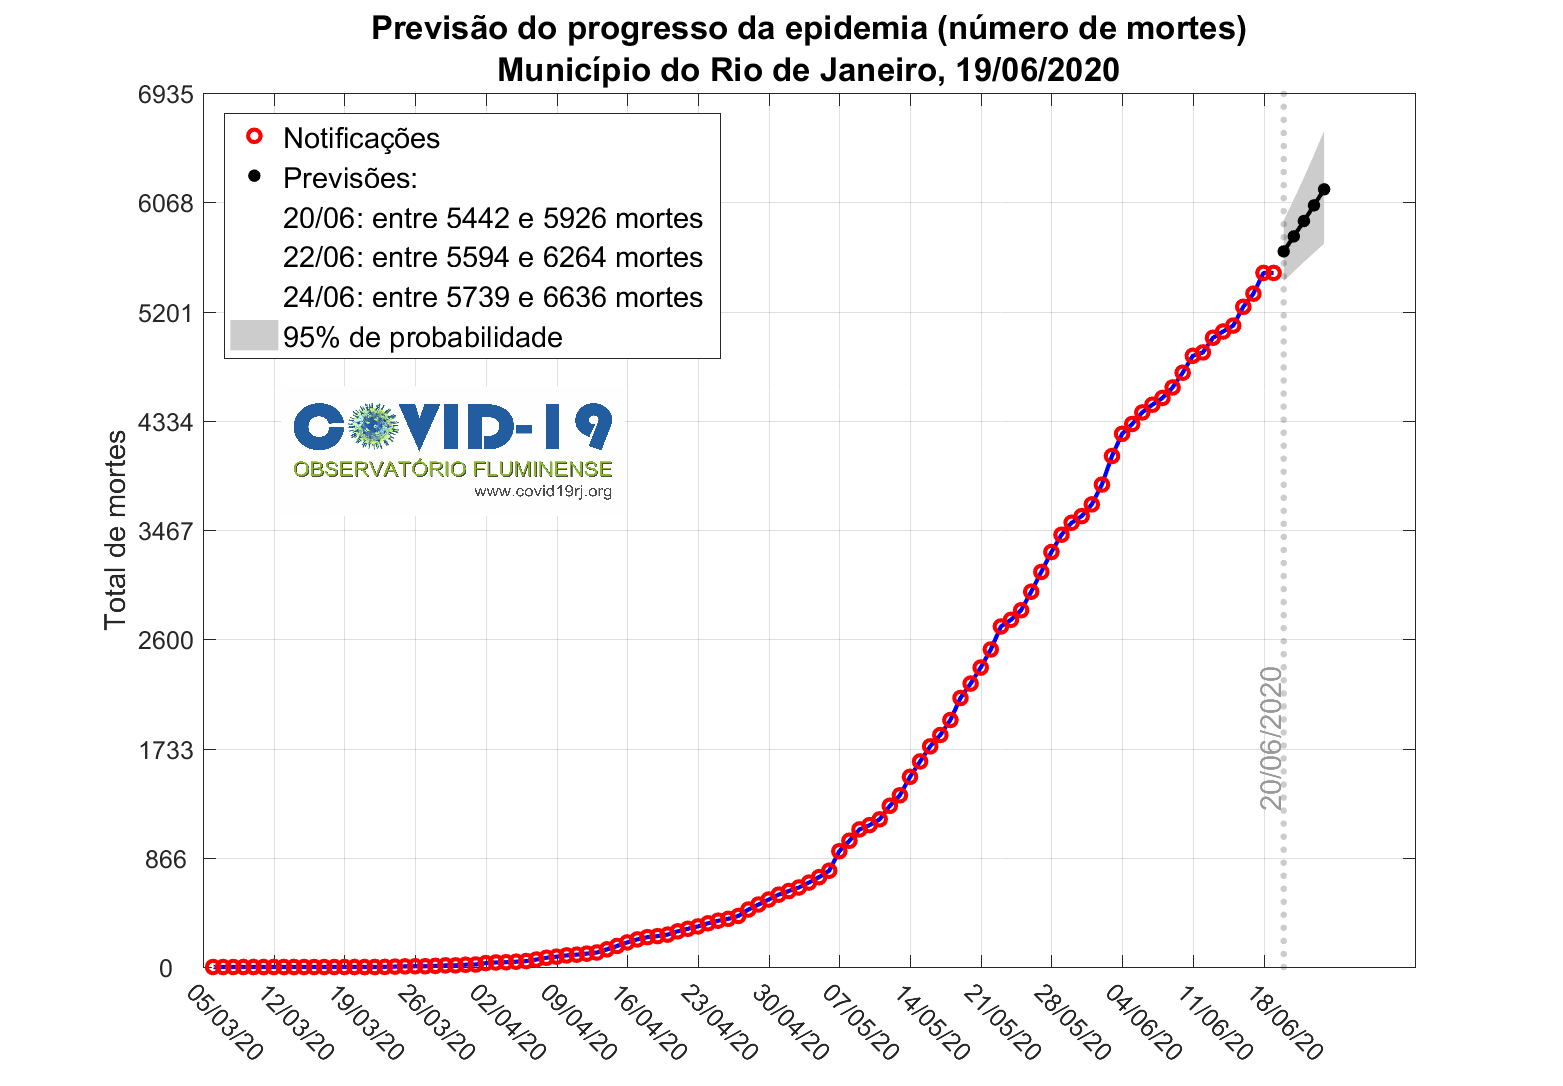 Previsão do progresso da epidemia (número de mortes)
Município do Rio de Janeiro, 19/06/2020
6935
6068
5201
4334
3467
2600
1733
866
0
Total de mortes
Notificações
Previsões:
20/06: entre 5442 e 5926 mortes
22/06: entre 5594 e 6264 mortes
24/06: entre 5739 e 6636 mortes
95% de probabilidade
COVID-19
OBSERVATÓRIO FLUMINENSE
www.covid19rj.org
20/06/2020
05/03/20
12/03/20
19/03/20
26/03/20
02/04/20
09/04/20
16/04/20
23/04/20
30/04/20
07/05/20
14/05/20
21/05/20
28/05/20
04/06/20
11/06/20
18/06/20